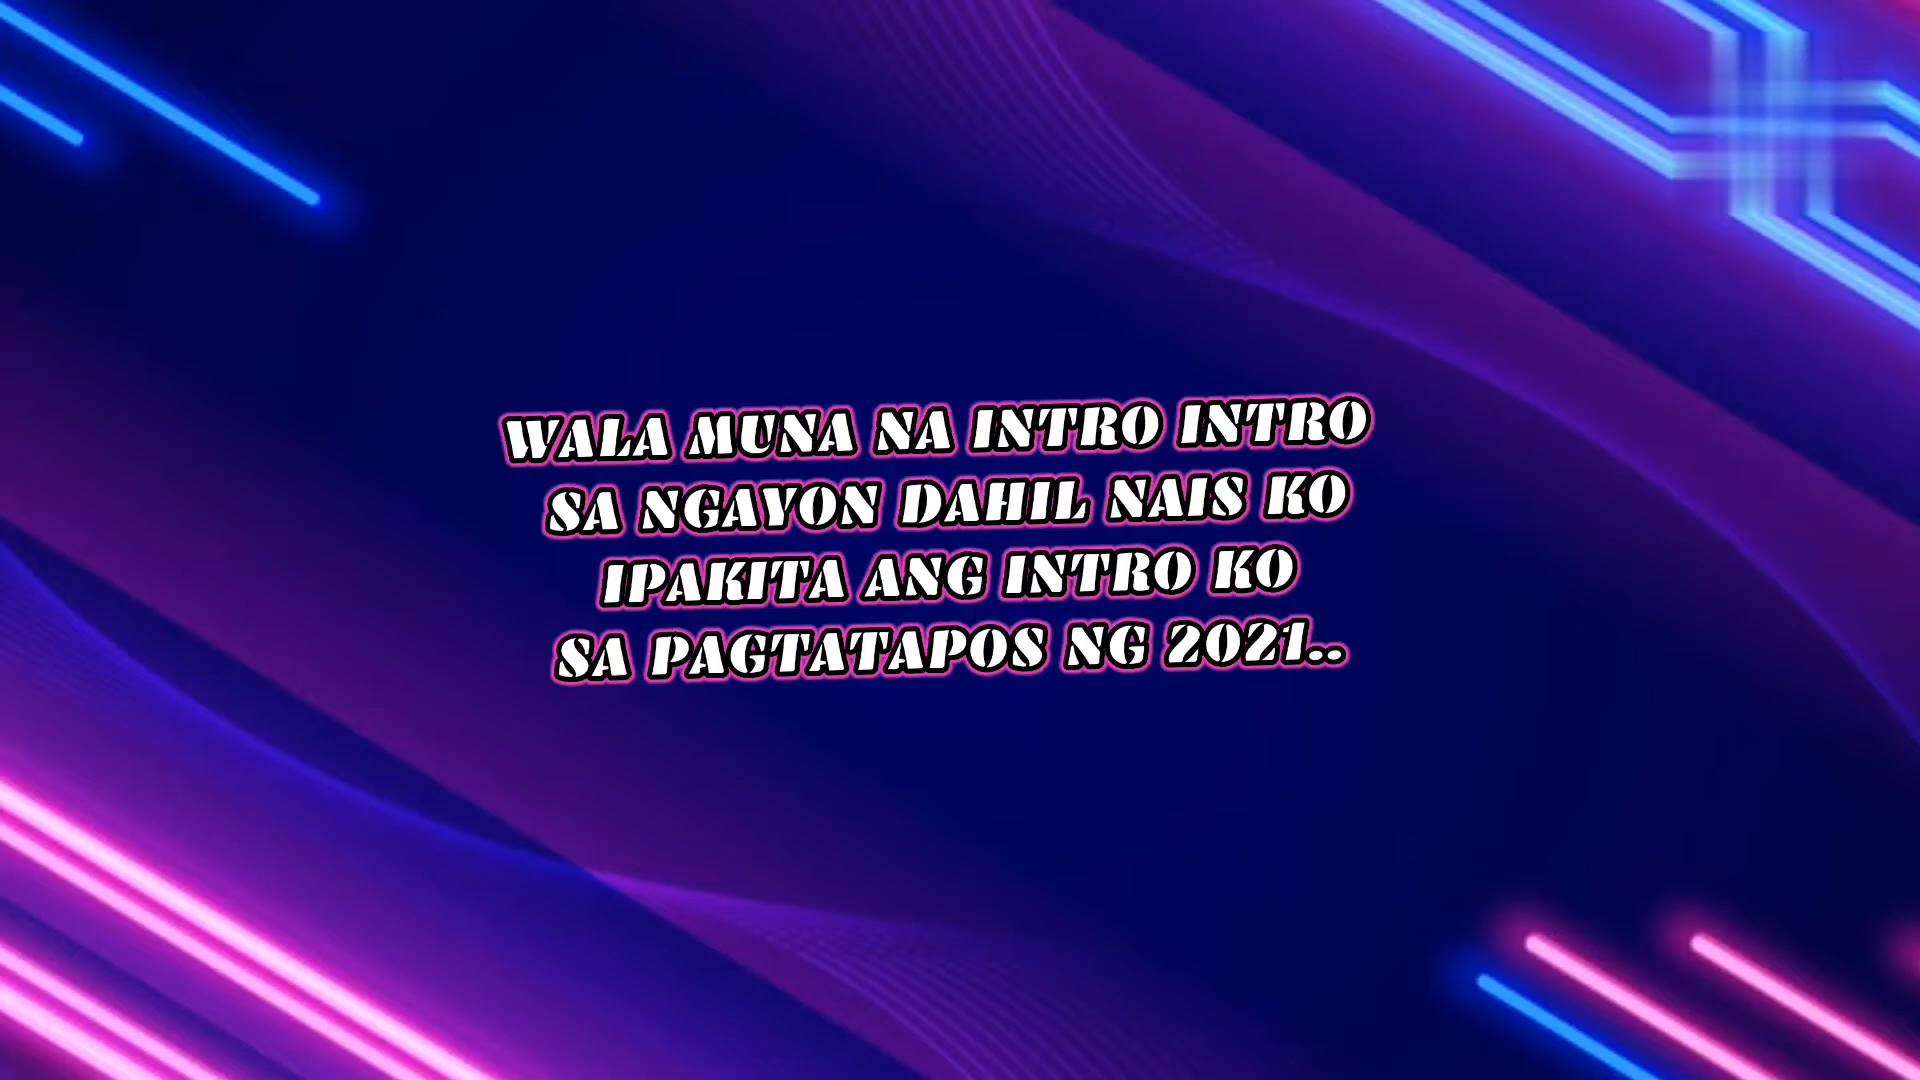 WALA MUNA NA INTRO INTRO
SA NGAYON DAHIL NAIS KO
IPAKITA ANG INTRO KO
SA PAGTATAPOS NG 2021..